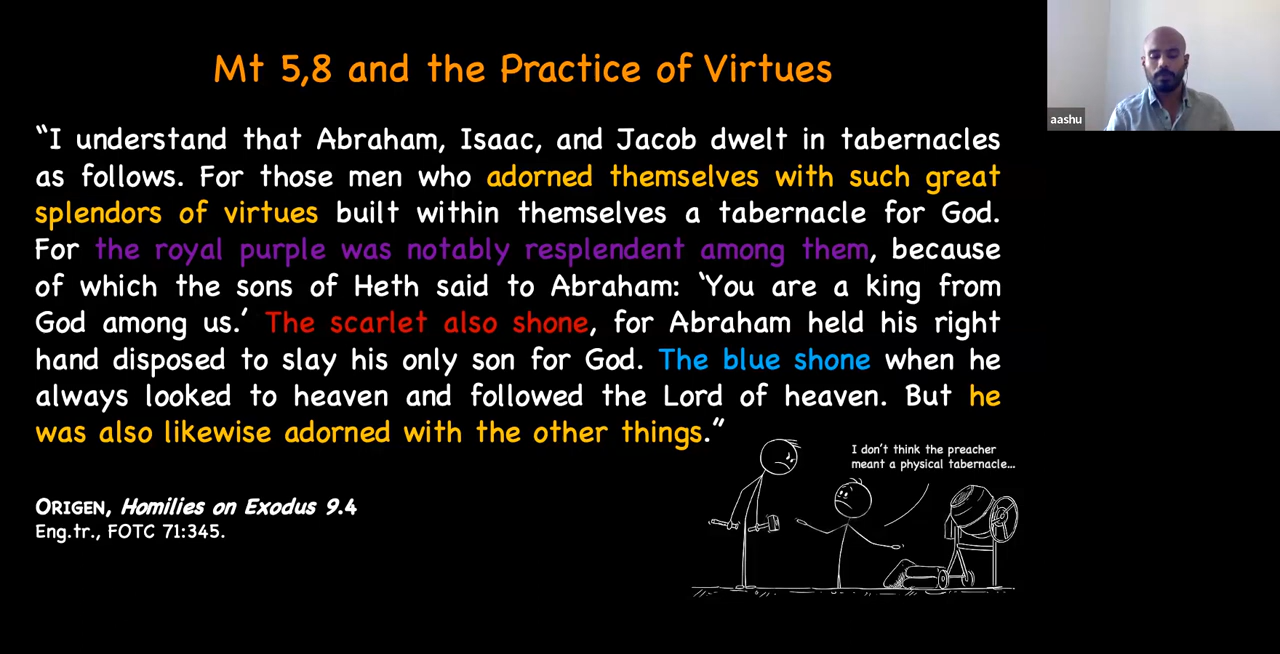 Mt 5,8 and the Practice of Virtues
aashu
“I understand that Abraham, Isaac, and Jacob dwelt in tabernacles
as follows. For those men who adorned themselves with such great
splendors of virtues built within themselves a tabernacle for God.
For the royal purple was notably resplendent among them, because
of which the sons of Heth said to Abraham: ‘You are a king from
God among us.’ The scarlet also shone, for Abraham held his right
hand disposed to slay his only son for God. The blue shone when he
always looked to heaven and followed the Lord of heaven. But he
was also likewise adorned with the other things.”
I don't think the preacher
meant a physical tabernacle...
ORIGEN, Homilies on Exodus 9.4
Eng.tr., FOTC 71:345.